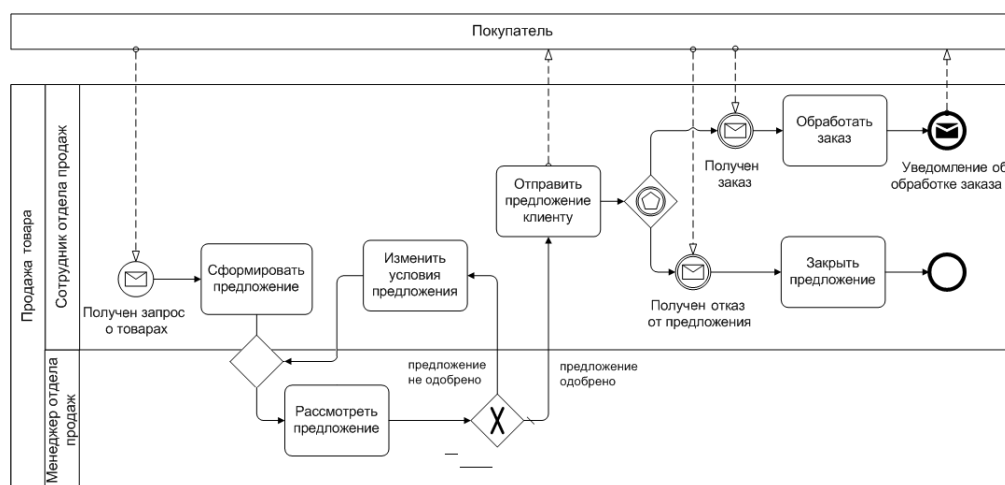 Покупатель
Продажа товара
Сотрудник отдела продаж
Менеджер отдела
продаж
Получен запрос
о товарах
Сформировать
предложение
Изменить
условия
предложения
Отправить
предложение
клиенту
Получен
заказ
Обработать
заказ
Уведомление об
обработке заказа
Получен отказ
от предложения
Закрыть
предложение
предложение
не одобрено
предложение
одобрено
Рассмотреть
предложение